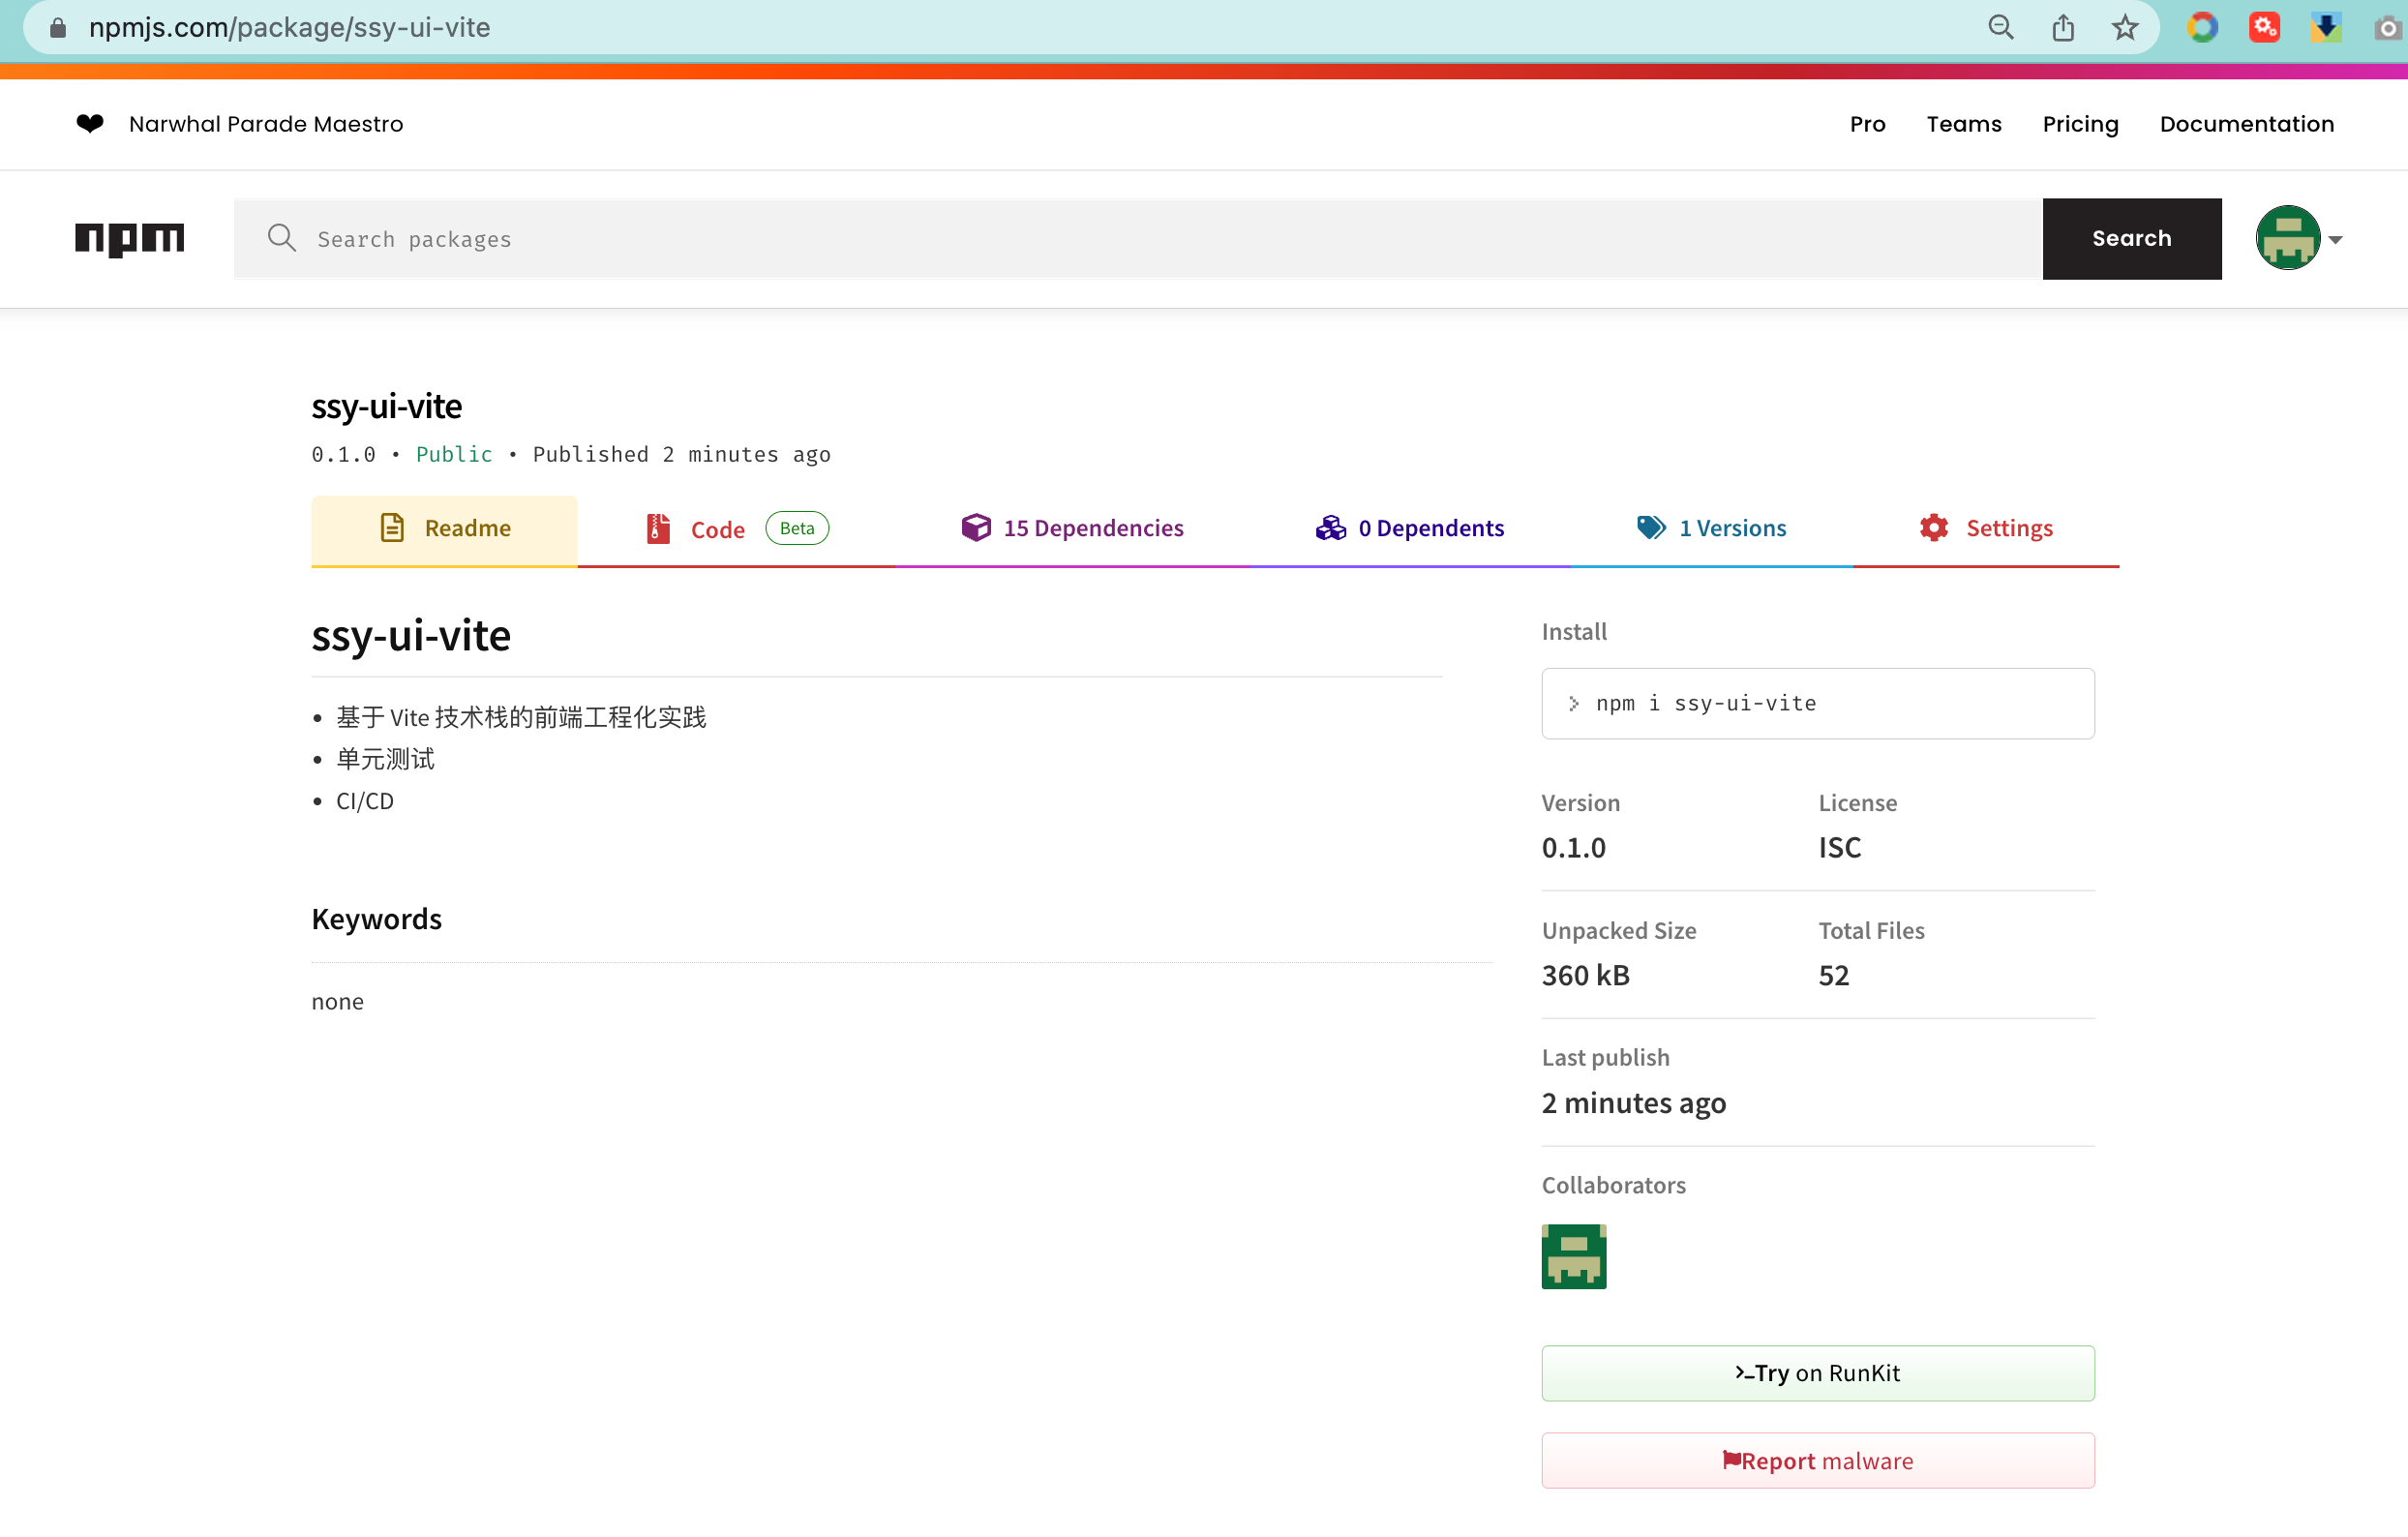 npmjs.com/package/ssy-ui-vite
❤ Narwhal Parade Maestro
Pro Teams Pricing Documentation
npm
Search packages
Search
ssy-ui-vite
0.1.0 • Public • Published 2 minutes ago
Readme
Code Beta
15 Dependencies
0 Dependents
1 Versions
Settings
ssy-ui-vite
• 基于 Vite 技术栈的前端工程化实践
• 单元测试
• CI/CD
Keywords
none
Install
npm i ssy-ui-vite
Version License
0.1.0 ISC
Unpacked Size Total Files
360 kB 52
Last publish
2 minutes ago
Collaborators
Try on RunKit
Report malware